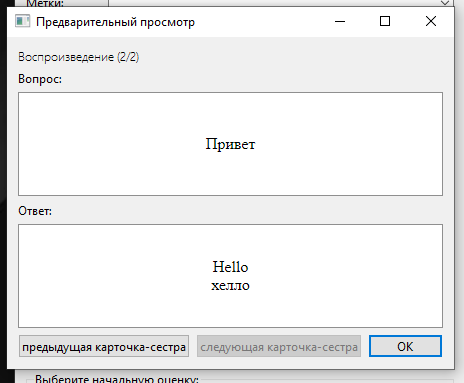 Метки:
Предварительный просмотр
Воспроизведение (2/2)
Вопрос:
Привет
Ответ:
Hello
хелло
предыдущая карточка-сестра
следующая карточка-сестра
OK
Выберите начальную оценку: